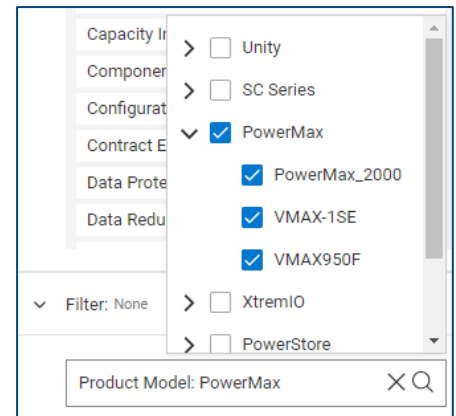 Capacity Ir
Componer
Configurat
Contract E
Data Prote
Data Redu
Unity
SC Series
PowerMax
PowerMax_2000
VMAX-1SE
VMAX950F
XtremIO
PowerStore
Filter: None
Product Model: PowerMax